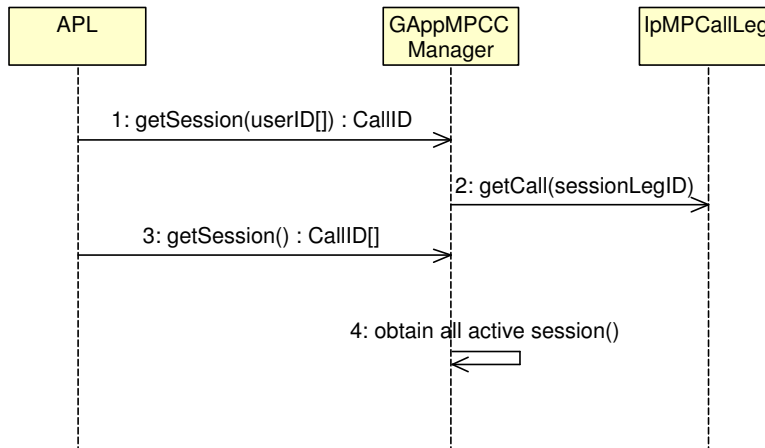 APL
GAppMPCC
Manager
IpMPCallLeg
1: getSession(userID[]) : CallID
2: getCall(sessionLegID)
3: getSession() : CallID[]
4: obtain all active session()